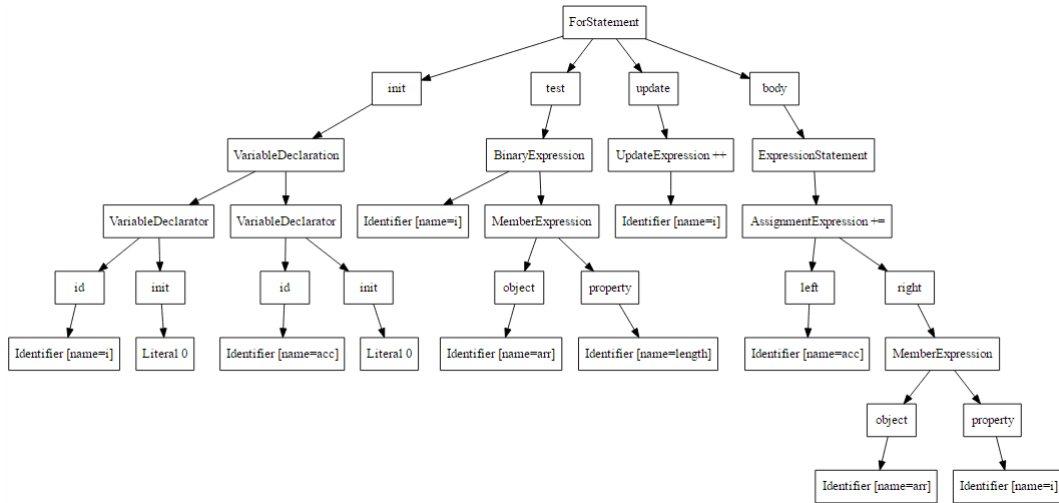 ForStatement
init
test
update
body
VariableDeclaration
BinaryExpression
UpdateExpression ++
ExpressionStatement
VariableDeclarator
VariableDeclarator
Identifier [name=i]
MemberExpression
Identifier [name=i]
AssignmentExpression +=
id
init
id
init
object
property
left
right
Identifier [name=i]
Literal 0
Identifier [name=acc]
Literal 0
Identifier [name=arr]
Identifier [name=length]
Identifier [name=acc]
MemberExpression
object
property
Identifier [name=arr]
Identifier [name=i]